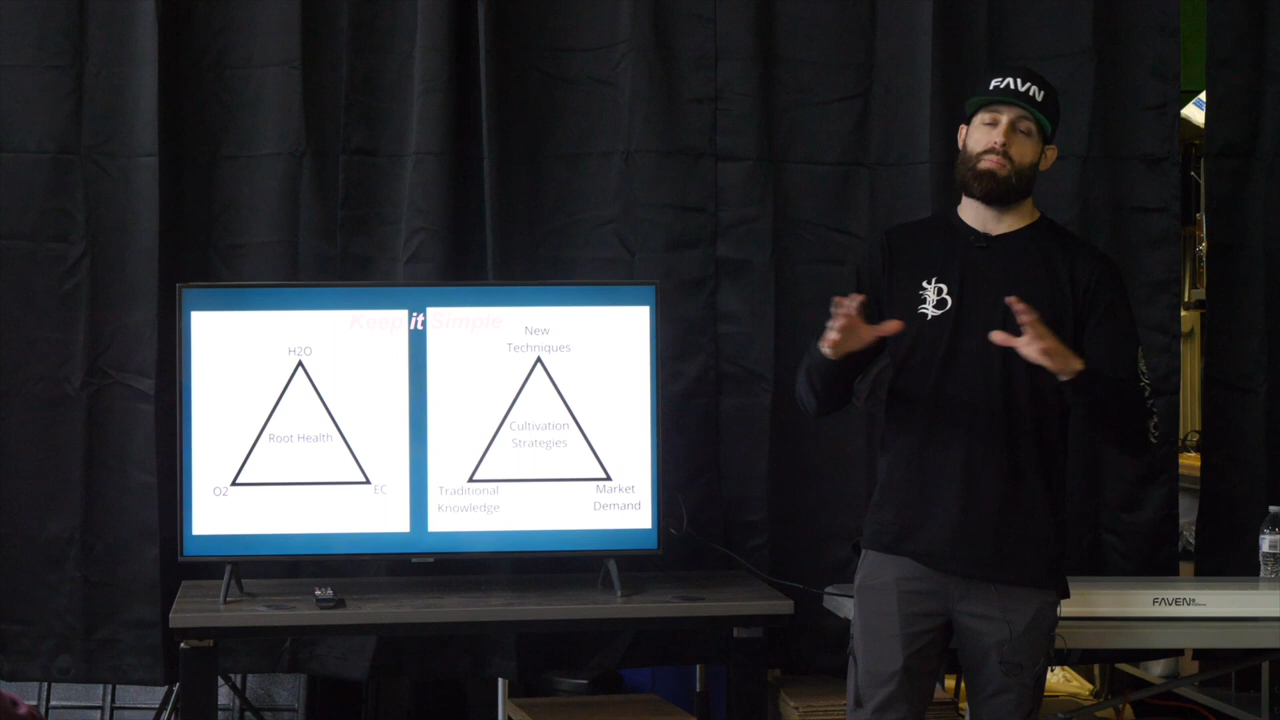 FAVN
B
Keep it Simple
H2O
Root Health
O2
EC
New
Techniques
Cultivation
Strategies
Traditional
Knowledge
Market
Demand
FAVEN